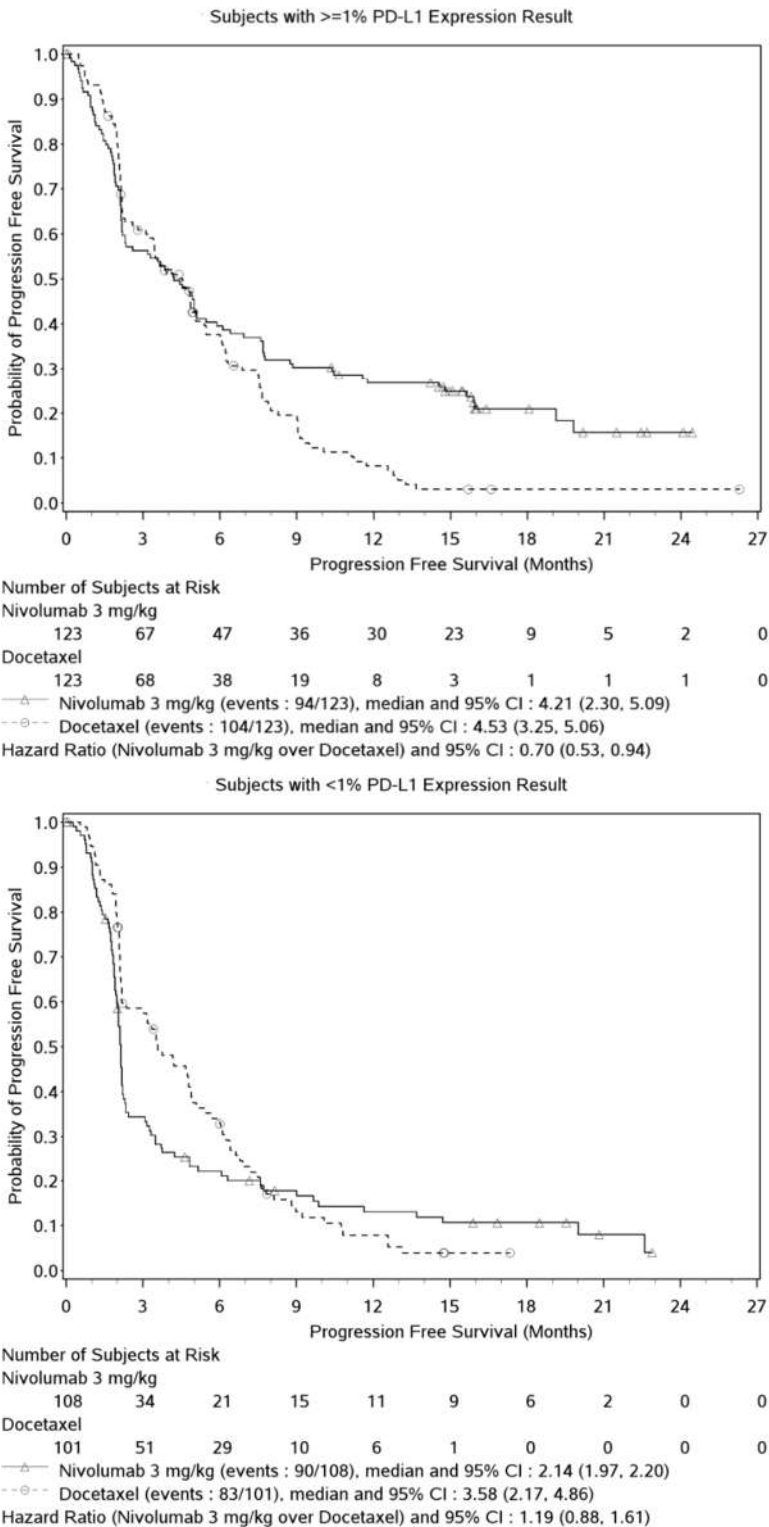 Subjects with >=1% PD-L1 Expression Result
Probability of Progression Free Survival
1.0
0.9
0.8
0.7
0.6
0.5
0.4
0.3
0.2
0.1
0.0
0 3 6 9 12 15 18 21 24 27
Progression Free Survival (Months)
Number of Subjects at Risk
Nivolumab 3 mg/kg
123 67 47 36 30 23 9 5 2 0
Docetaxel
123 68 38 19 8 3 1 1 1 0
Nivolumab 3 mg/kg (events : 94/123), median and 95% CI : 4.21 (2.30, 5.09)
Docetaxel (events : 104/123), median and 95% CI : 4.53 (3.25, 5.06)
Hazard Ratio (Nivolumab 3 mg/kg over Docetaxel) and 95% CI : 0.70 (0.53, 0.94)
Subjects with <1% PD-L1 Expression Result
Probability of Progression Free Survival
1.0
0.9
0.8
0.7
0.6
0.5
0.4
0.3
0.2
0.1
0.0
0 3 6 9 12 15 18 21 24 27
Progression Free Survival (Months)
Number of Subjects at Risk
Nivolumab 3 mg/kg
108 34 21 15 11 9 6 2 0 0
Docetaxel
101 51 29 10 6 1 0 0 0 0
Nivolumab 3 mg/kg (events : 90/108), median and 95% CI : 2.14 (1.97, 2.20)
Docetaxel (events : 83/101), median and 95% CI : 3.58 (2.17, 4.86)
Hazard Ratio (Nivolumab 3 mg/kg over Docetaxel) and 95% CI : 1.19 (0.88, 1.61)